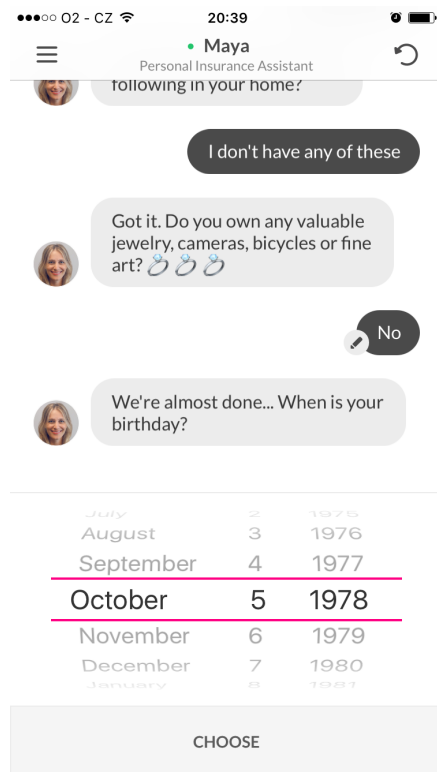 O2 - CZ
20:39
Maya
Personal Insurance Assistant
following in your home?
I don't have any of these
Got it. Do you own any valuable
jewelry, cameras, bicycles or fine
art? 💍 💍 💍
No
We're almost done... When is your
birthday?
July 2 1975
August 3 1976
September 4 1977
October 5 1978
November 6 1979
December 7 1980
January 8 1981
CHOOSE